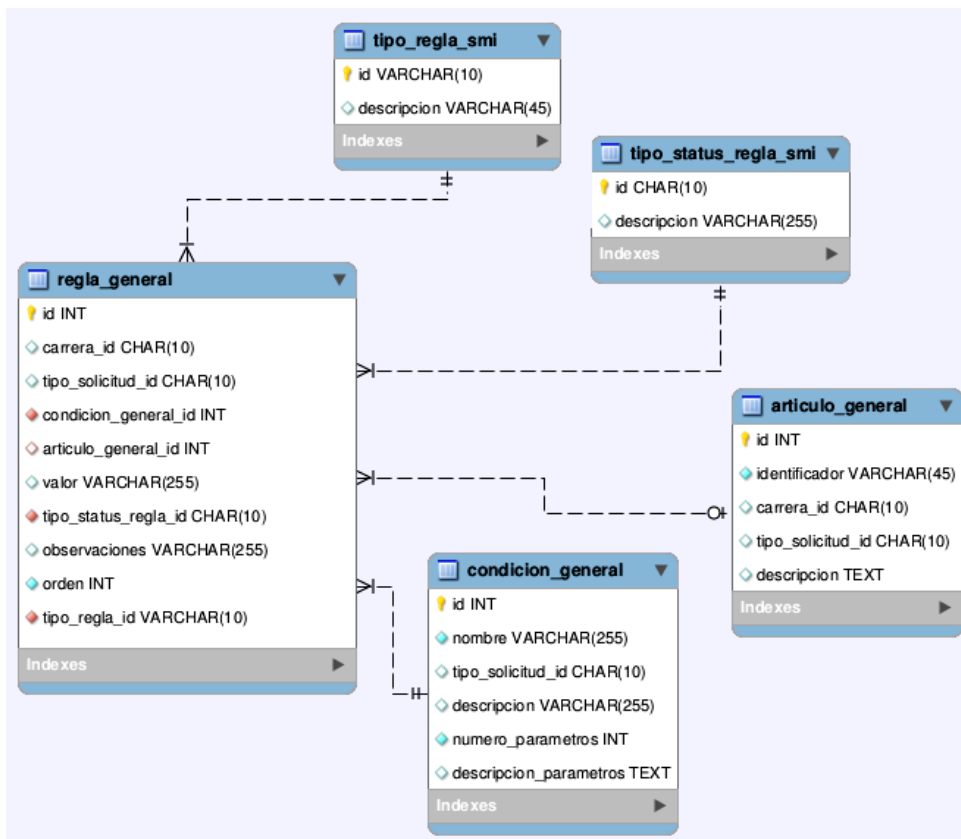 tipo_regla_smi
id VARCHAR(10)
descripcion VARCHAR(45)
Indexes
tipo_status_regla_smi
id CHAR(10)
descripcion VARCHAR(255)
Indexes
regla_general
id INT
carrera_id CHAR(10)
tipo_solicitud_id CHAR(10)
condicion_general_id INT
articulo_general_id INT
valor VARCHAR(255)
tipo_status_regla_id CHAR(10)
observaciones VARCHAR(255)
orden INT
tipo_regla_id VARCHAR(10)
Indexes
articulo_general
id INT
identificador VARCHAR(45)
carrera_id CHAR(10)
tipo_solicitud_id CHAR(10)
descripcion TEXT
Indexes
condicion_general
id INT
nombre VARCHAR(255)
tipo_solicitud_id CHAR(10)
descripcion VARCHAR(255)
numero_parametros INT
descripcion_parametros TEXT
Indexes